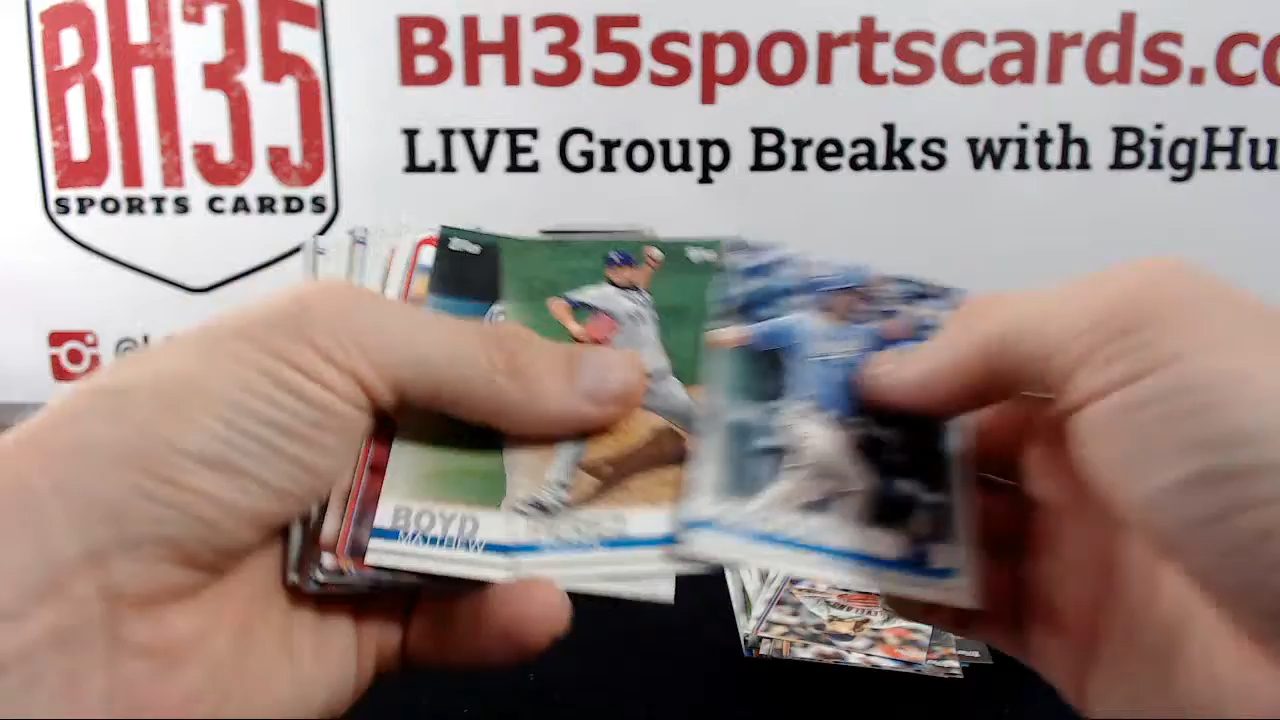 BH35
SPORTS CARDS
BH35sportscards.co
LIVE Group Breaks with BigHu
BOYD
MATTHEW